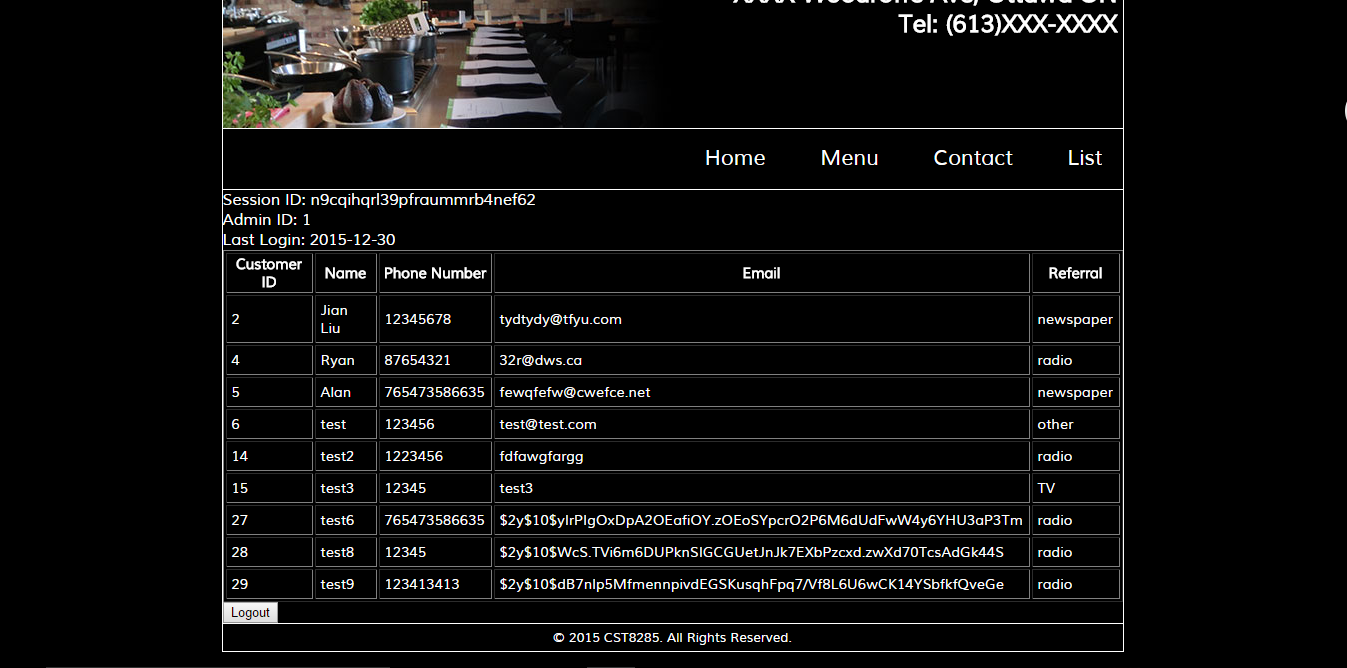 XXXX Woodroffe Ave, Ottawa ON
Tel: (613)XXX-XXXX
Home Menu Contact List
Session ID: n9cqihqrl39pfraummrb4nef62
Admin ID: 1
Last Login: 2015-12-30
Customer ID Name Phone Number Email Referral
2 Jian Liu 12345678 tydtydy@tfyu.com newspaper
4 Ryan 87654321 32r@dws.ca radio
5 Alan 765473586635 fewqfefw@cwefce.net newspaper
6 test 123456 test@test.com other
14 test2 1223456 fdfawgfargg radio
15 test3 12345 test3 TV
27 test6 765473586635 $2y$10$yIrPIgOxDpA2OEafiOY.zOEoSYpcrO2P6M6dUdFwW4y6YHU3aP3Tm radio
28 test8 12345 $2y$10$WcS.TVi6m6DUPknSIGCGUetJnJk7EXbPzcxd.zwXd70TcsAdGk44S radio
29 test9 123413413 $2y$10$dB7nIp5MfmennpivdEGSKusqhFpq7/Vf8L6U6wCK14YSbfkfQveGe radio
Logout
© 2015 CST8285. All Rights Reserved.